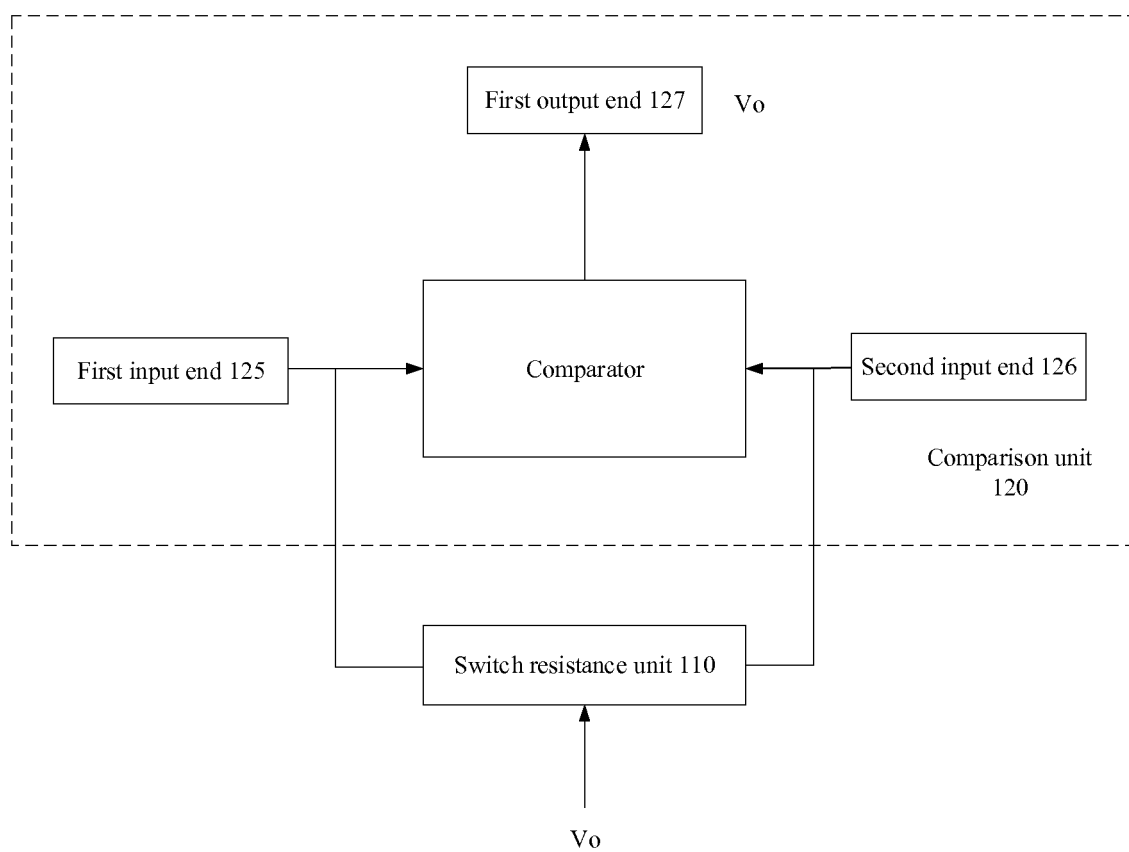 First output end 127
Vo
First input end 125
Comparator
Second input end 126
Comparison unit
120
Switch resistance unit 110
Vo